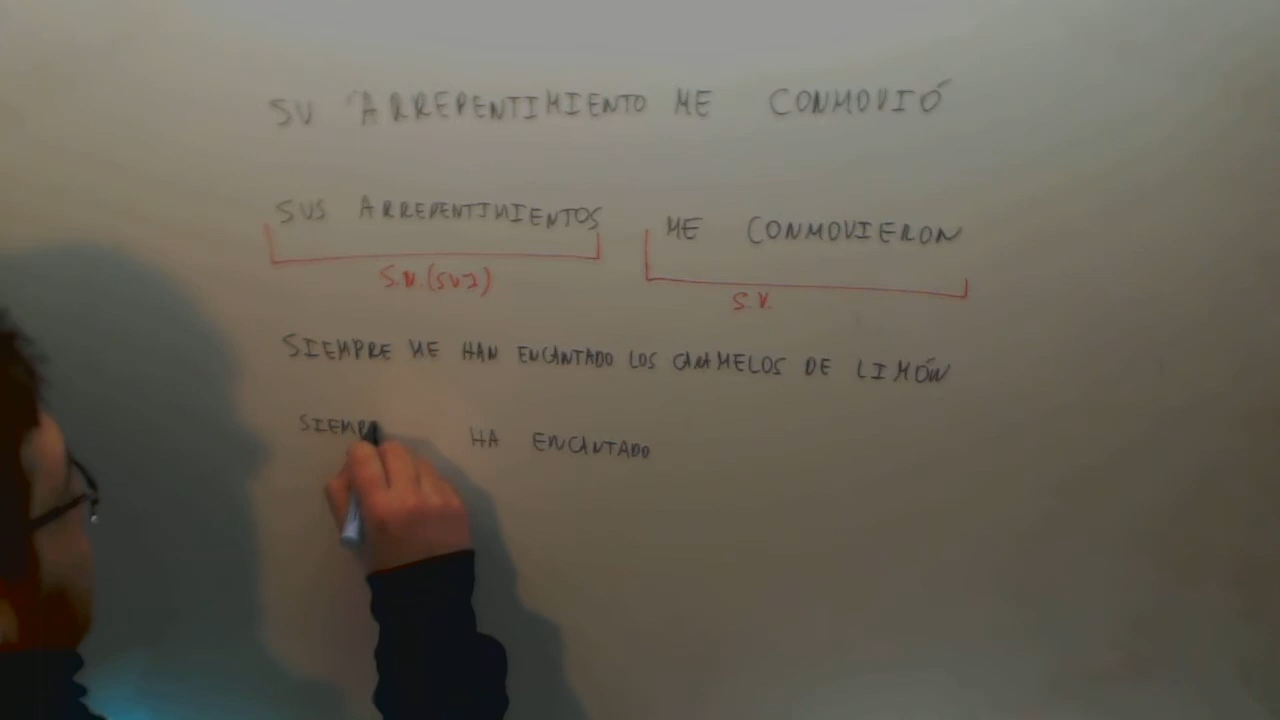 SU ARREPENTIMIENTO ME CONMOVIÓ
SUS ARREPENTIMIENTOS ME CONMOVIERON
S.N.(SUJ) S.V.
SIEMPRE ME HAN ENCANTADO LOS CARAMELOS DE LIMÓN
SIEMPR HA ENCANTADO